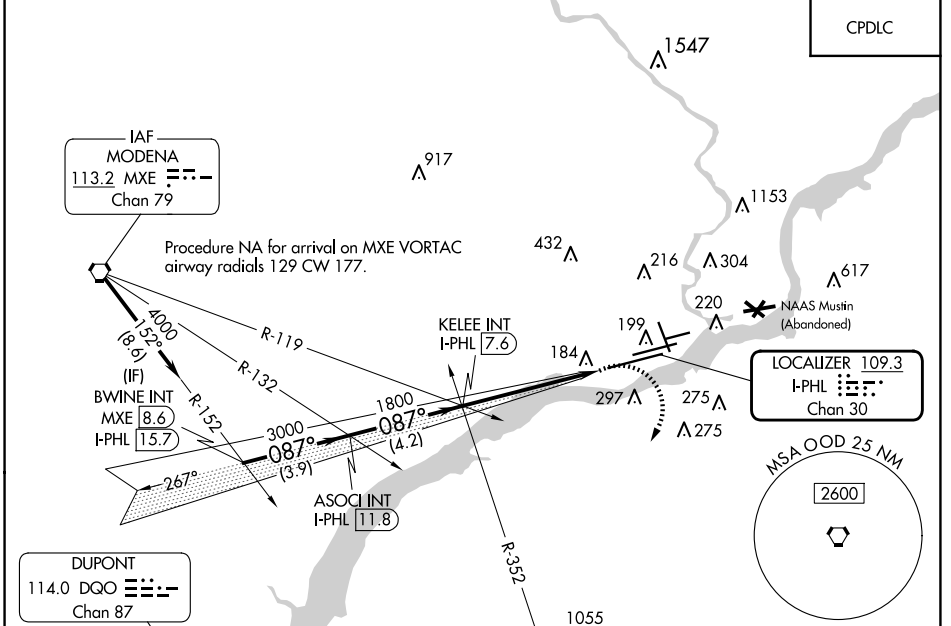 CPDLC
1547
IAF
MODENA
113.2 MXE
Chan 79
917
1153
Procedure NA for arrival on MXE VORTAC
airway radials 129 CW 177.
432
216
304
617
4000
152°
(8.6)
(IF)
R-119
R-132
R-152
KELEE INT
I-PHL 7.6
199
220
NAAS Mustin
(Abandoned)
184
LOCALIZER 109.3
I-PHL
Chan 30
BWINE INT
MXE 8.6
I-PHL 15.7
1800
3000
087°
(4.2)
087°
(3.9)
297
275
275
267°
ASOCI INT
I-PHL 11.8
MSA OOD 25 NM
2600
R-352
DUPONT
114.0 DQO
Chan 87
1055